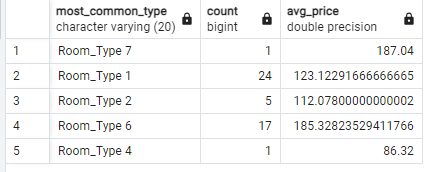 most_common_type count avg_price
character varying (20) bigint double precision
1 Room_Type 7 1 187.04
2 Room_Type 1 24 123.12291666666665
3 Room_Type 2 5 112.07800000000002
4 Room_Type 6 17 185.32823529411766
5 Room_Type 4 1 86.32